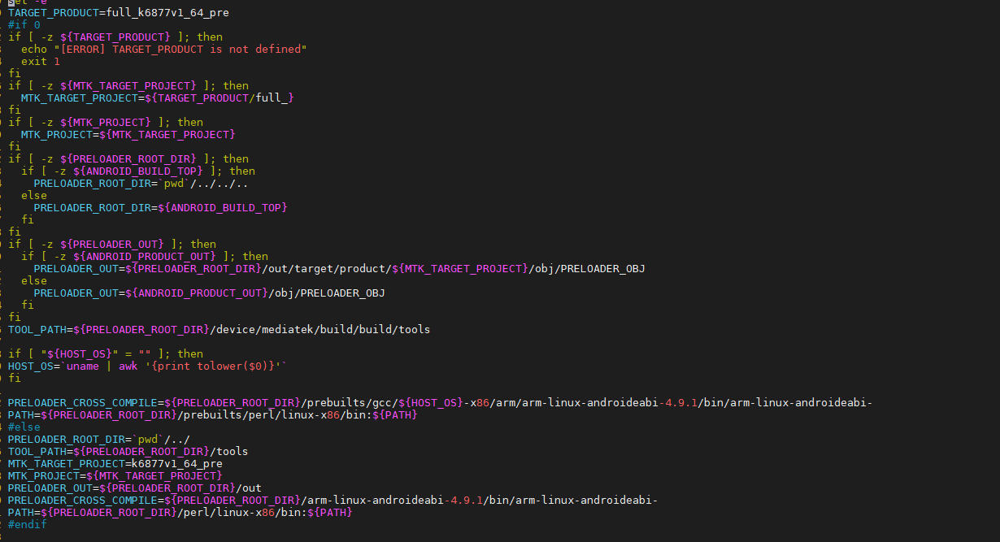 set -e
TARGET_PRODUCT=full_k6877v1_64_pre
#if 0
if [ -z ${TARGET_PRODUCT} ]; then
  echo "[ERROR] TARGET_PRODUCT is not defined"
  exit 1
fi
if [ -z ${MTK_TARGET_PROJECT} ]; then
  MTK_TARGET_PROJECT=${TARGET_PRODUCT/full_}
fi
if [ -z ${MTK_PROJECT} ]; then
  MTK_PROJECT=${MTK_TARGET_PROJECT}
fi
if [ -z ${PRELOADER_ROOT_DIR} ]; then
  if [ -z ${ANDROID_BUILD_TOP} ]; then
    PRELOADER_ROOT_DIR=`pwd`/../../..
  else
    PRELOADER_ROOT_DIR=${ANDROID_BUILD_TOP}
  fi
fi
if [ -z ${PRELOADER_OUT} ]; then
  if [ -z ${ANDROID_PRODUCT_OUT} ]; then
    PRELOADER_OUT=${PRELOADER_ROOT_DIR}/out/target/product/${MTK_TARGET_PROJECT}/obj/PRELOADER_OBJ
  else
    PRELOADER_OUT=${ANDROID_PRODUCT_OUT}/obj/PRELOADER_OBJ
  fi
fi
TOOL_PATH=${PRELOADER_ROOT_DIR}/device/mediatek/build/build/tools

if [ "${HOST_OS}" = "" ]; then
HOST_OS=`uname | awk '{print tolower($0)}'`
fi

PRELOADER_CROSS_COMPILE=${PRELOADER_ROOT_DIR}/prebuilts/gcc/${HOST_OS}-x86/arm/arm-linux-androideabi-4.9.1/bin/arm-linux-androideabi-
PATH=${PRELOADER_ROOT_DIR}/prebuilts/perl/linux-x86/bin:${PATH}
#else
PRELOADER_ROOT_DIR=`pwd`/../
TOOL_PATH=${PRELOADER_ROOT_DIR}/tools
MTK_TARGET_PROJECT=k6877v1_64_pre
MTK_PROJECT=${MTK_TARGET_PROJECT}
PRELOADER_OUT=${PRELOADER_ROOT_DIR}/out
PRELOADER_CROSS_COMPILE=${PRELOADER_ROOT_DIR}/arm-linux-androideabi-4.9.1/bin/arm-linux-androideabi-
PATH=${PRELOADER_ROOT_DIR}/perl/linux-x86/bin:${PATH}
#endif